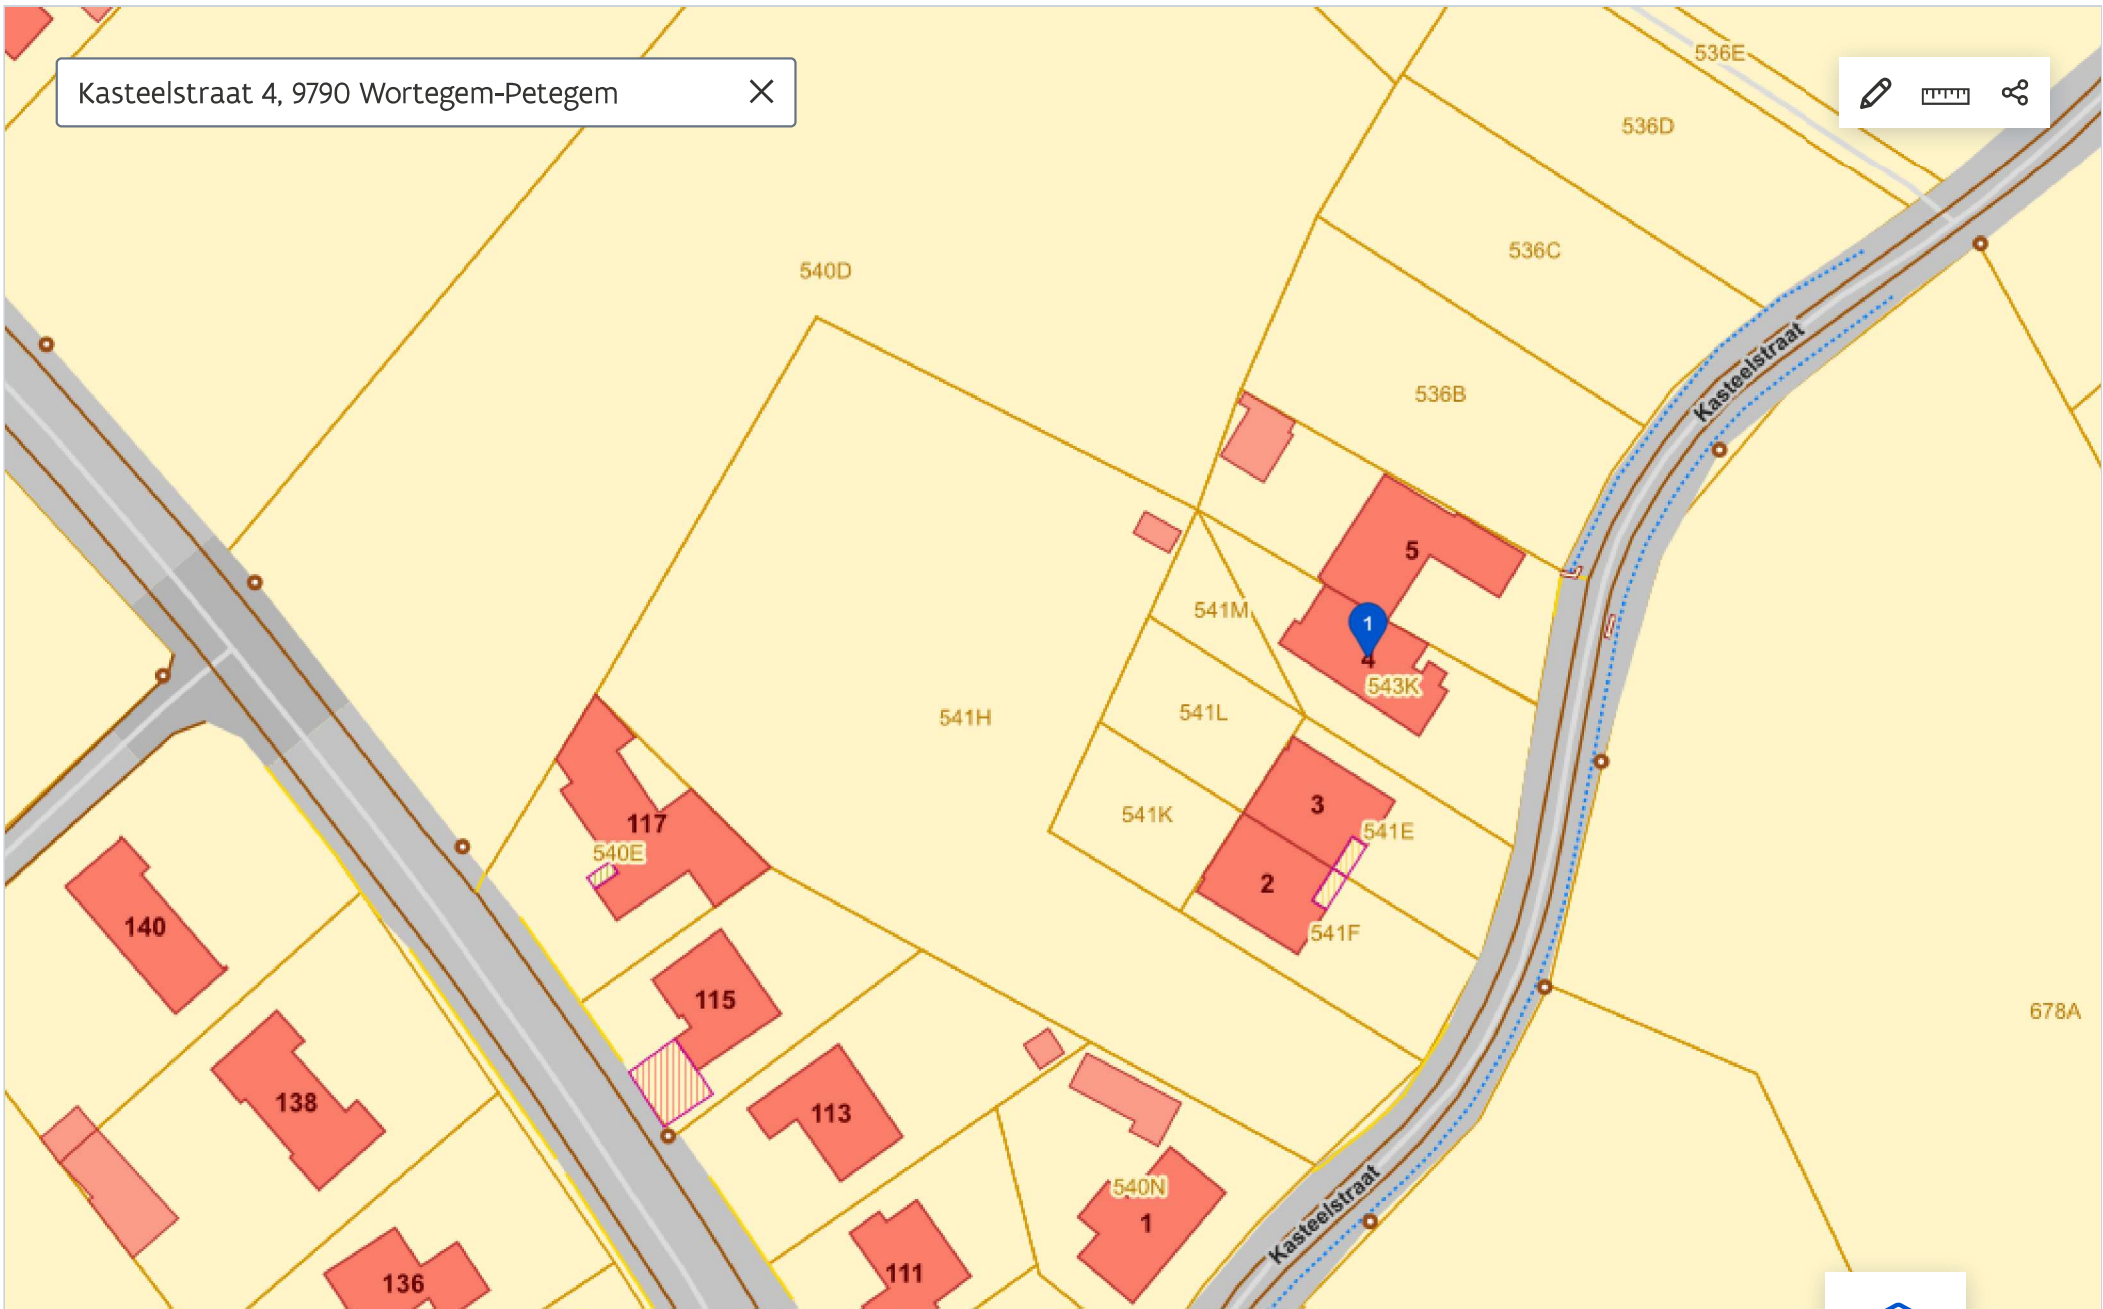 536E
Kasteelstraat 4, 9790 Wortegem-Petegem
536D
536C
540D
Kasteelstraat
536B
5
541M
1
4
543K
541L
541H
3
117
541K
541E
540E
2
140
541F
115
678A
138
113
540N
1
Kasteelstraat
111
136